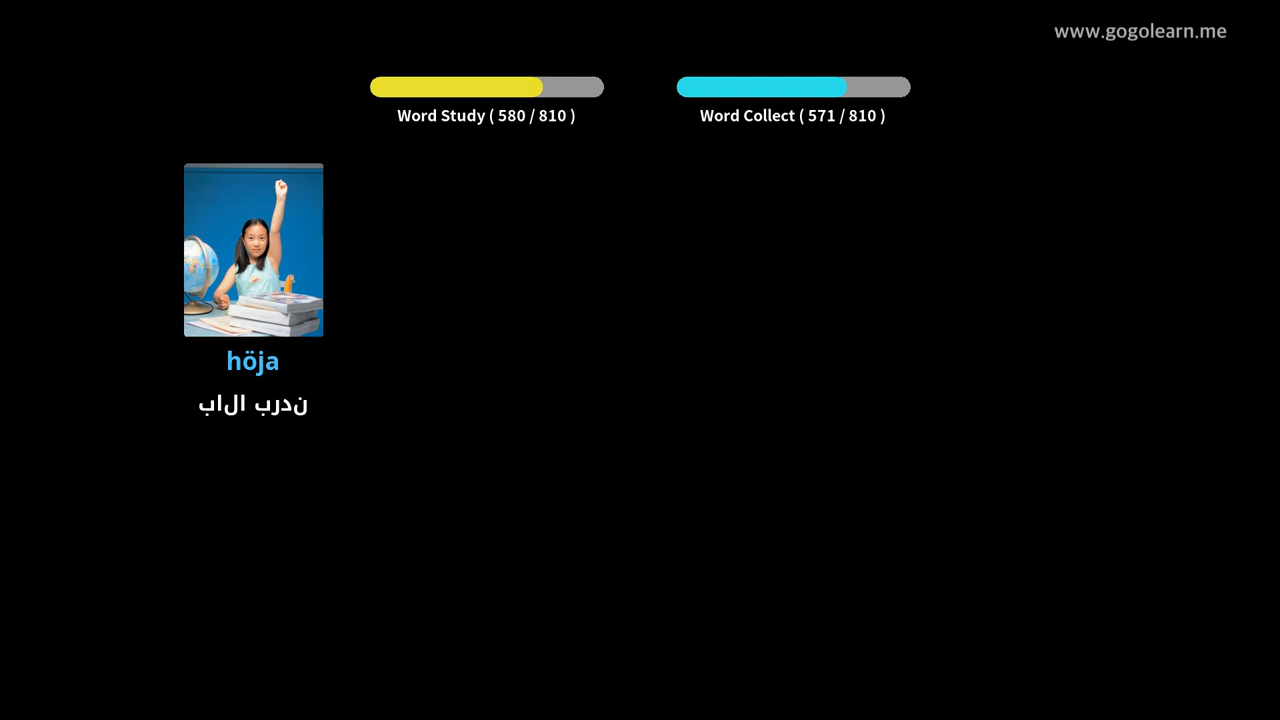 www.gogolearn.me
Word Study ( 580 / 810 )
Word Collect ( 571 / 810 )
höja
ندرب الاب